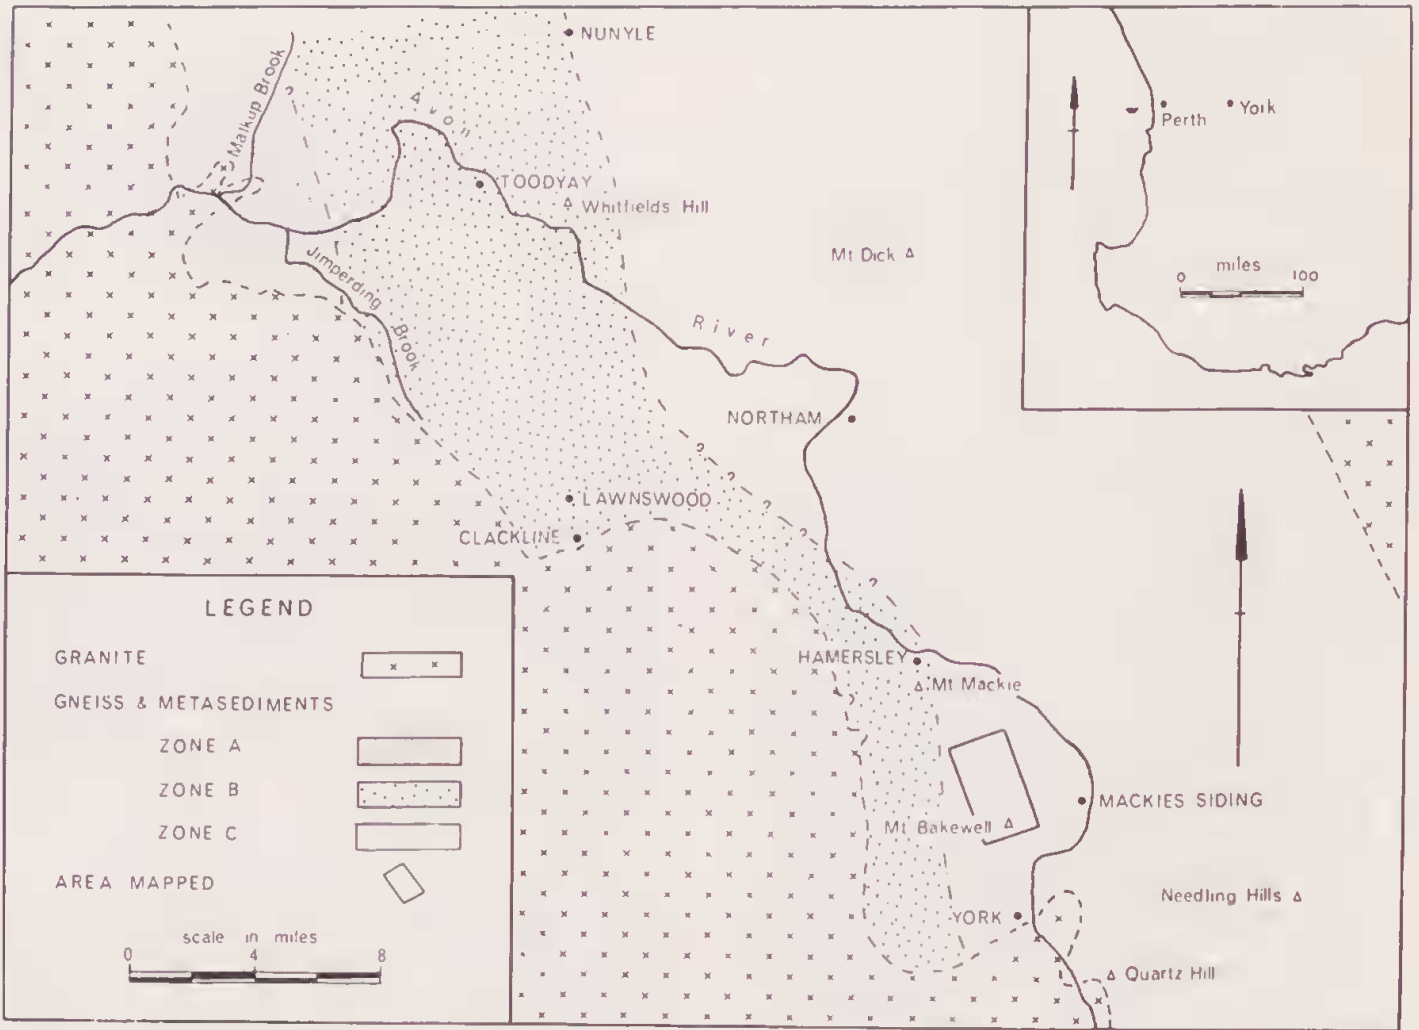 NUNYLE
Malkup Brook
?
Avon
TOODYAY
Whitfields Hill
Mt Dick
Jimperding
Brook
River
NORTHAM
?
?
?
?
?
LAWNSWOOD
CLACKLINE
HAMERSLEY
Mt Mackie
MACKIES SIDING
Mt Bakewell
Needling Hills
YORK
Quartz Hill
Perth
York
miles
0 100
LEGEND
GRANITE
GNEISS & METASEDIMENTS
ZONE A
ZONE B
ZONE C
AREA MAPPED
scale in miles
0 4 8